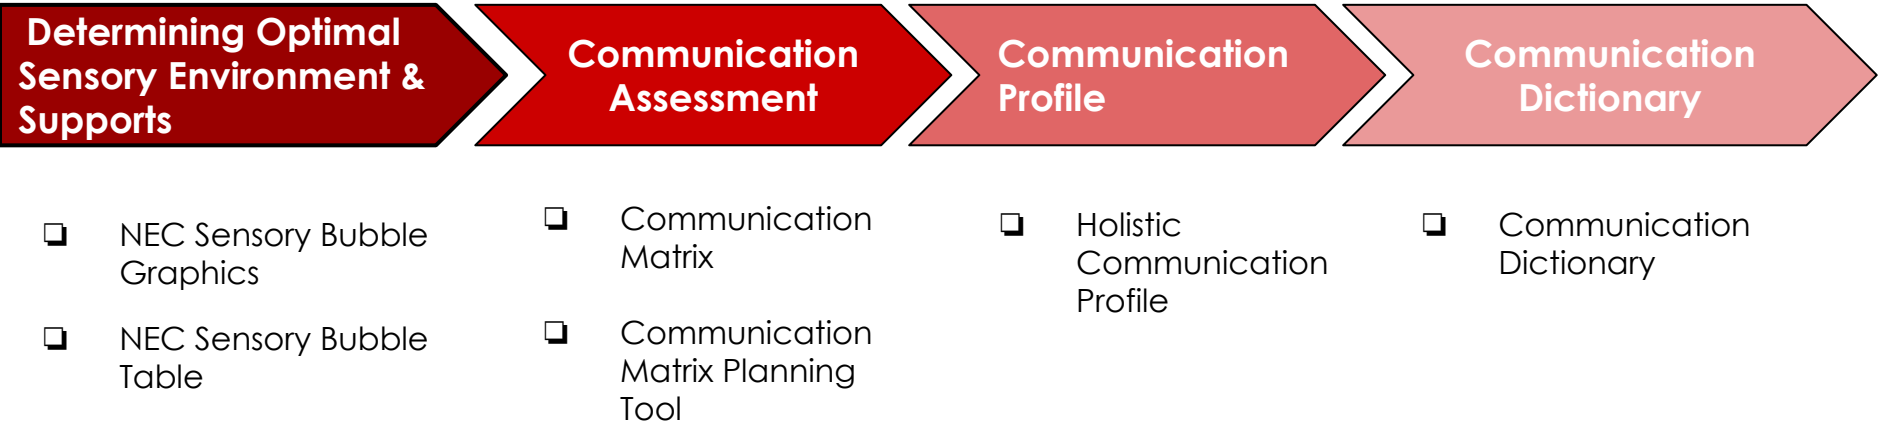 Determining Optimal
Sensory Environment &
Supports
Communication
Assessment
Communication
Profile
Communication
Dictionary
❏ NEC Sensory Bubble
Graphics
❏ NEC Sensory Bubble
Table
❏ Communication
Matrix
❏ Communication
Matrix Planning
Tool
❏ Holistic
Communication
Profile
❏ Communication
Dictionary